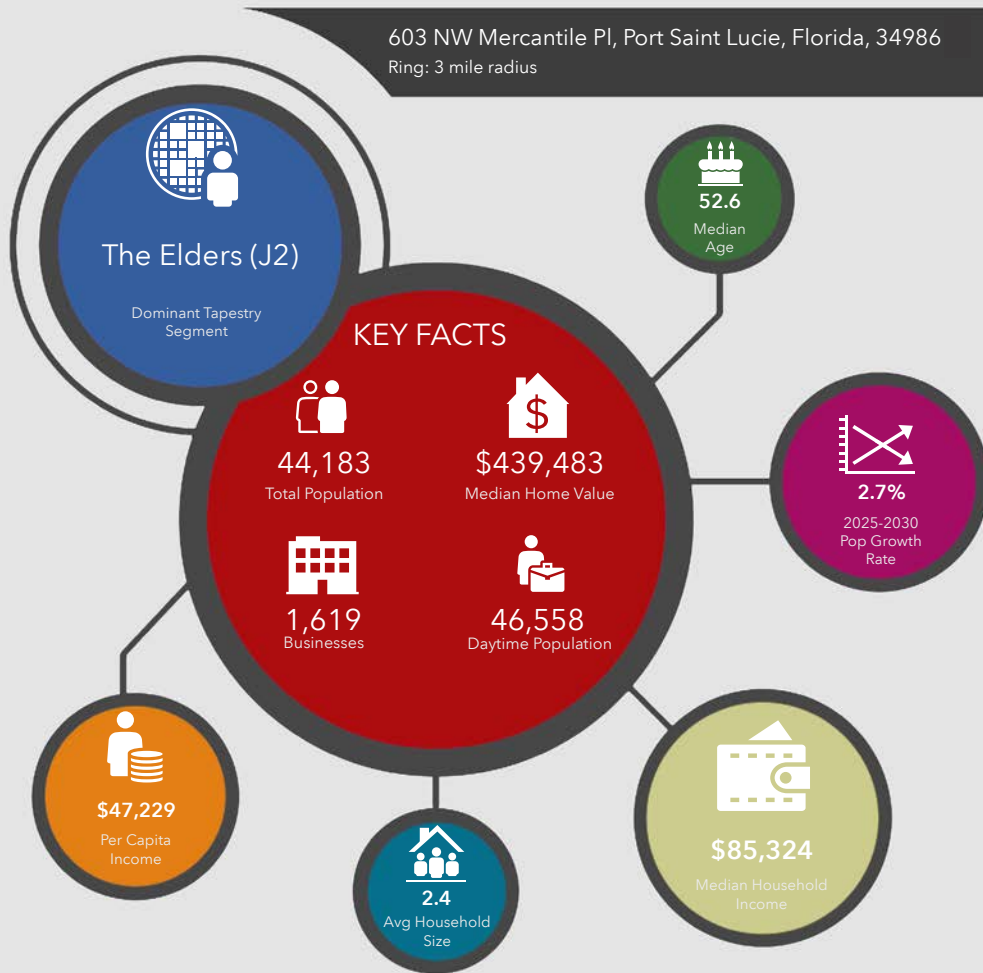 603 NW Mercantile Pl, Port Saint Lucie, Florida, 34986
Ring: 3 mile radius
The Elders (J2)
Dominant Tapestry
Segment
KEY FACTS
44,183
Total Population
$439,483
Median Home Value
1,619
Businesses
46,558
Daytime Population
52.6
Median
Age
2.7%
2025-2030
Pop Growth
Rate
$47,229
Per Capita
Income
2.4
Avg Household
Size
$85,324
Median Household
Income